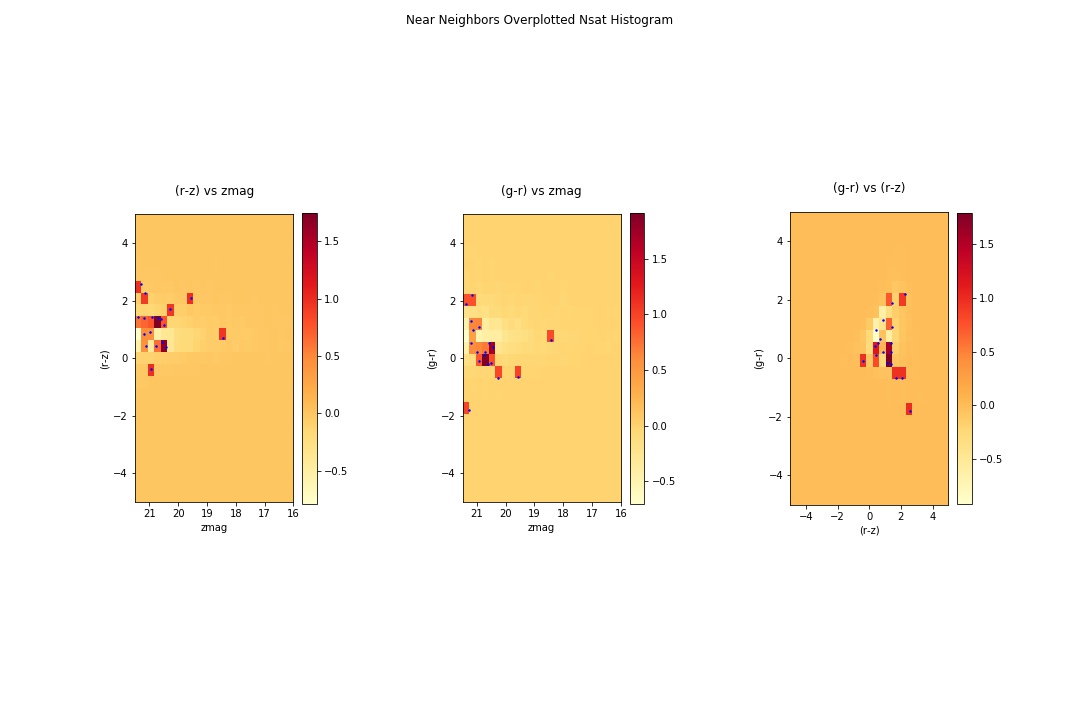 Near Neighbors Overplotted Nsat Histogram
(r-z) vs zmag
(g-r) vs zmag
(g-r) vs (r-z)
4
2
0
−2
−4
(r-z)
21 20 19 18 17 16
zmag
1.5
1.0
0.5
0.0
−0.5
4
2
0
−2
−4
(g-r)
21 20 19 18 17 16
zmag
1.5
1.0
0.5
0.0
−0.5
4
2
0
−2
−4
(g-r)
−4 −2 0 2 4
(r-z)
1.5
1.0
0.5
0.0
−0.5